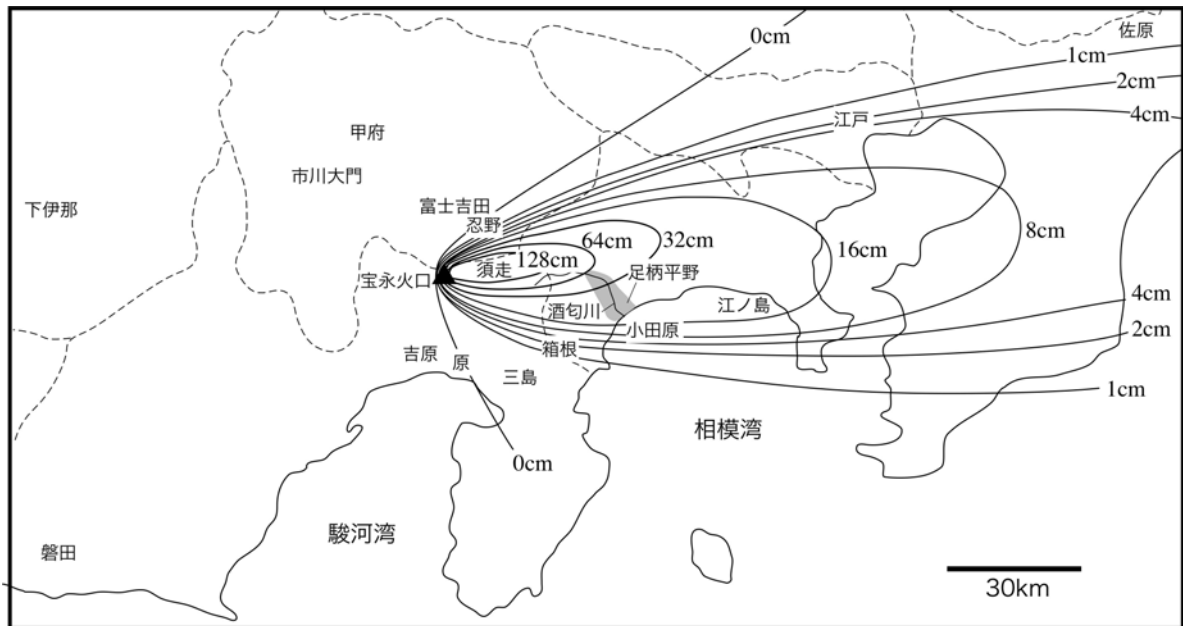 0cm
佐原
1cm
2cm
4cm
江戸
甲府
市川大門
下伊那
富士吉田
忍野
8cm
64cm
32cm
16cm
128cm
須走
足柄平野
宝永火口
酒匂川
江ノ島
4cm
小田原
2cm
箱根
吉原
原
三島
1cm
相模湾
0cm
駿河湾
磐田
30km